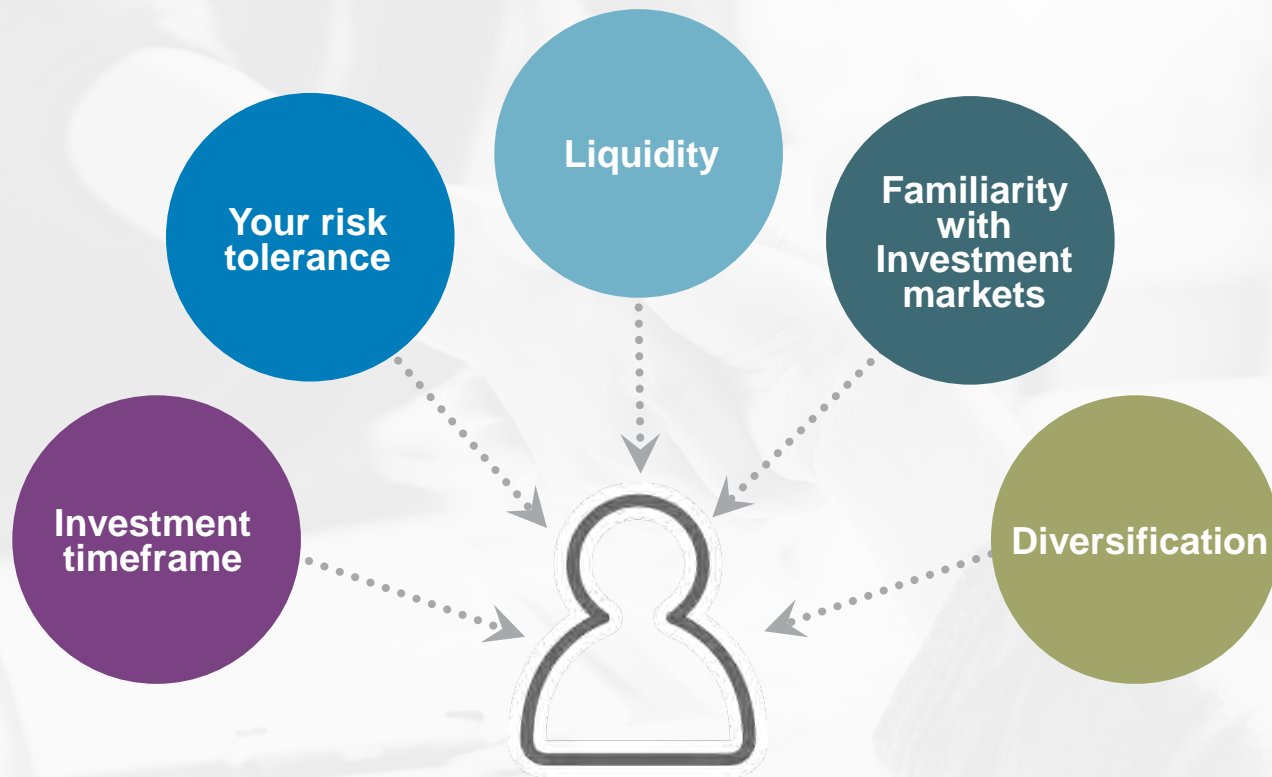 Liquidity
Your risk
tolerance
Familiarity
with
Investment
markets
Investment
timeframe
Diversification